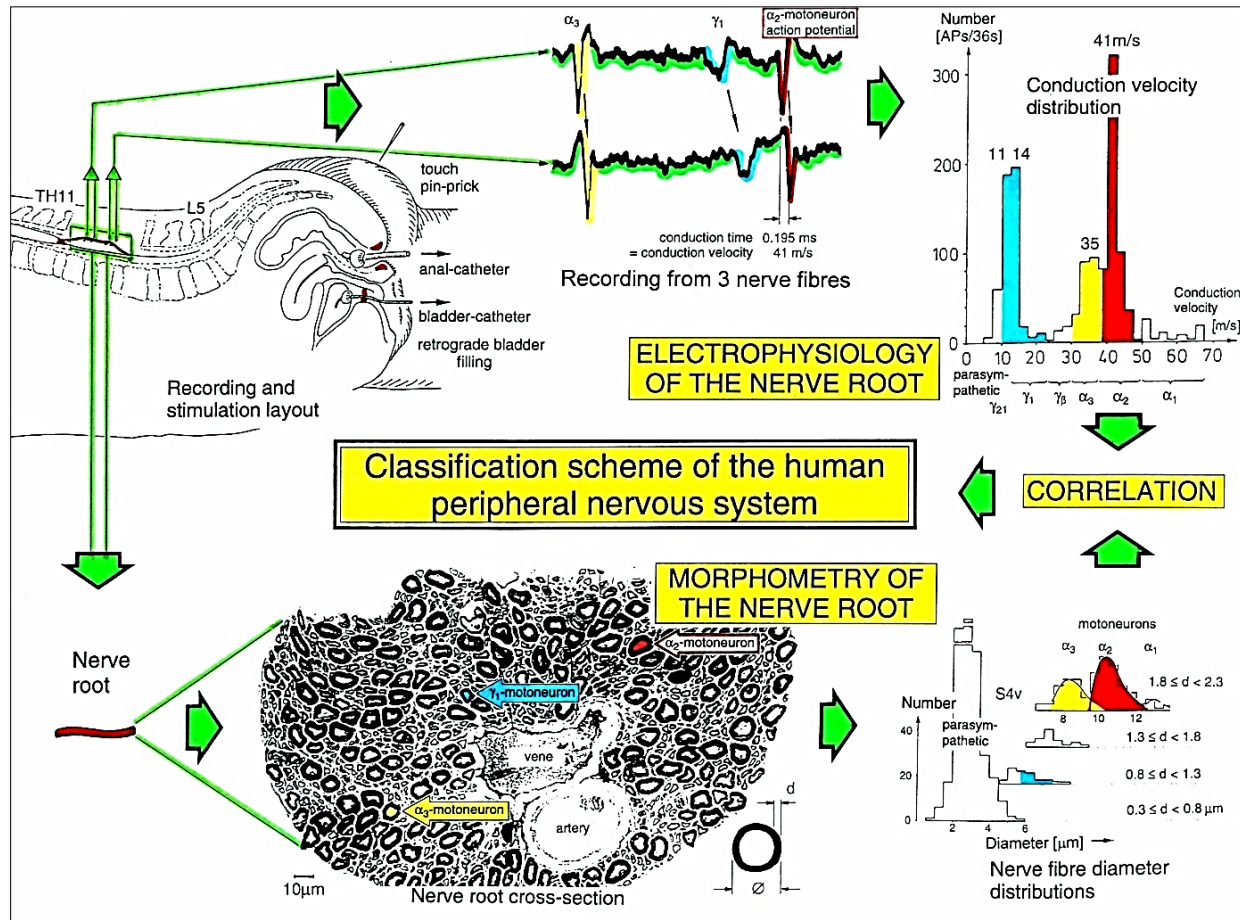 α3
γ1
α2-motoneuron
action potential
Number
[APs/36s]
41m/s
300
Conduction velocity
distribution
11 14
200
TH11
L5
touch
pin-prick
anal-catheter
bladder-catheter
retrograde bladder
filling
conduction time
= conduction velocity
0.195 ms
41 m/s
Recording from 3 nerve fibres
35
100
Conduction
velocity
[m/s]
0
0 10 20 30 40 50 60 70
parasym-
pathetic
γ21 γ1 γβ α3 α2 α1
Recording and
stimulation layout
ELECTROPHYSIOLOGY
OF THE NERVE ROOT
Classification scheme of the human
peripheral nervous system
CORRELATION
MORPHOMETRY OF
THE NERVE ROOT
Nerve
root
α2-motoneuron
γ1-motoneuron
vene
α3-motoneuron
artery
d
Ø
10µm
Nerve root cross-section
motoneurons
α3 α2 α1
S4v
1.8 ≤ d < 2.3
8 10 12
Number
40
parasym-
pathetic
1.3 ≤ d < 1.8
20
0.8 ≤ d < 1.3
0.3 ≤ d < 0.8 µm
0
2 4 6
Diameter [µm]
Nerve fibre diameter
distributions